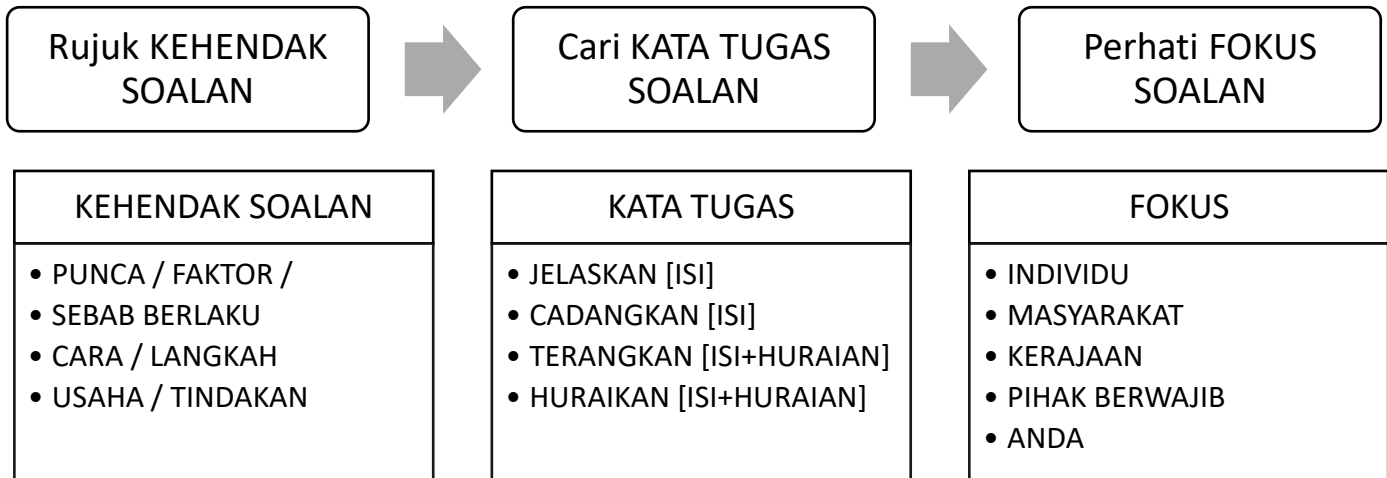 Rujuk KEHENDAK
SOALAN
Cari KATA TUGAS
SOALAN
Perhati FOKUS
SOALAN
KEHENDAK SOALAN
• PUNCA / FAKTOR /
• SEBAB BERLAKU
• CARA / LANGKAH
• USAHA / TINDAKAN
KATA TUGAS
• JELASKAN [ISI]
• CADANGKAN [ISI]
• TERANGKAN [ISI+HURAIAN]
• HURAIKAN [ISI+HURAIAN]
FOKUS
• INDIVIDU
• MASYARAKAT
• KERAJAAN
• PIHAK BERWAJIB
• ANDA